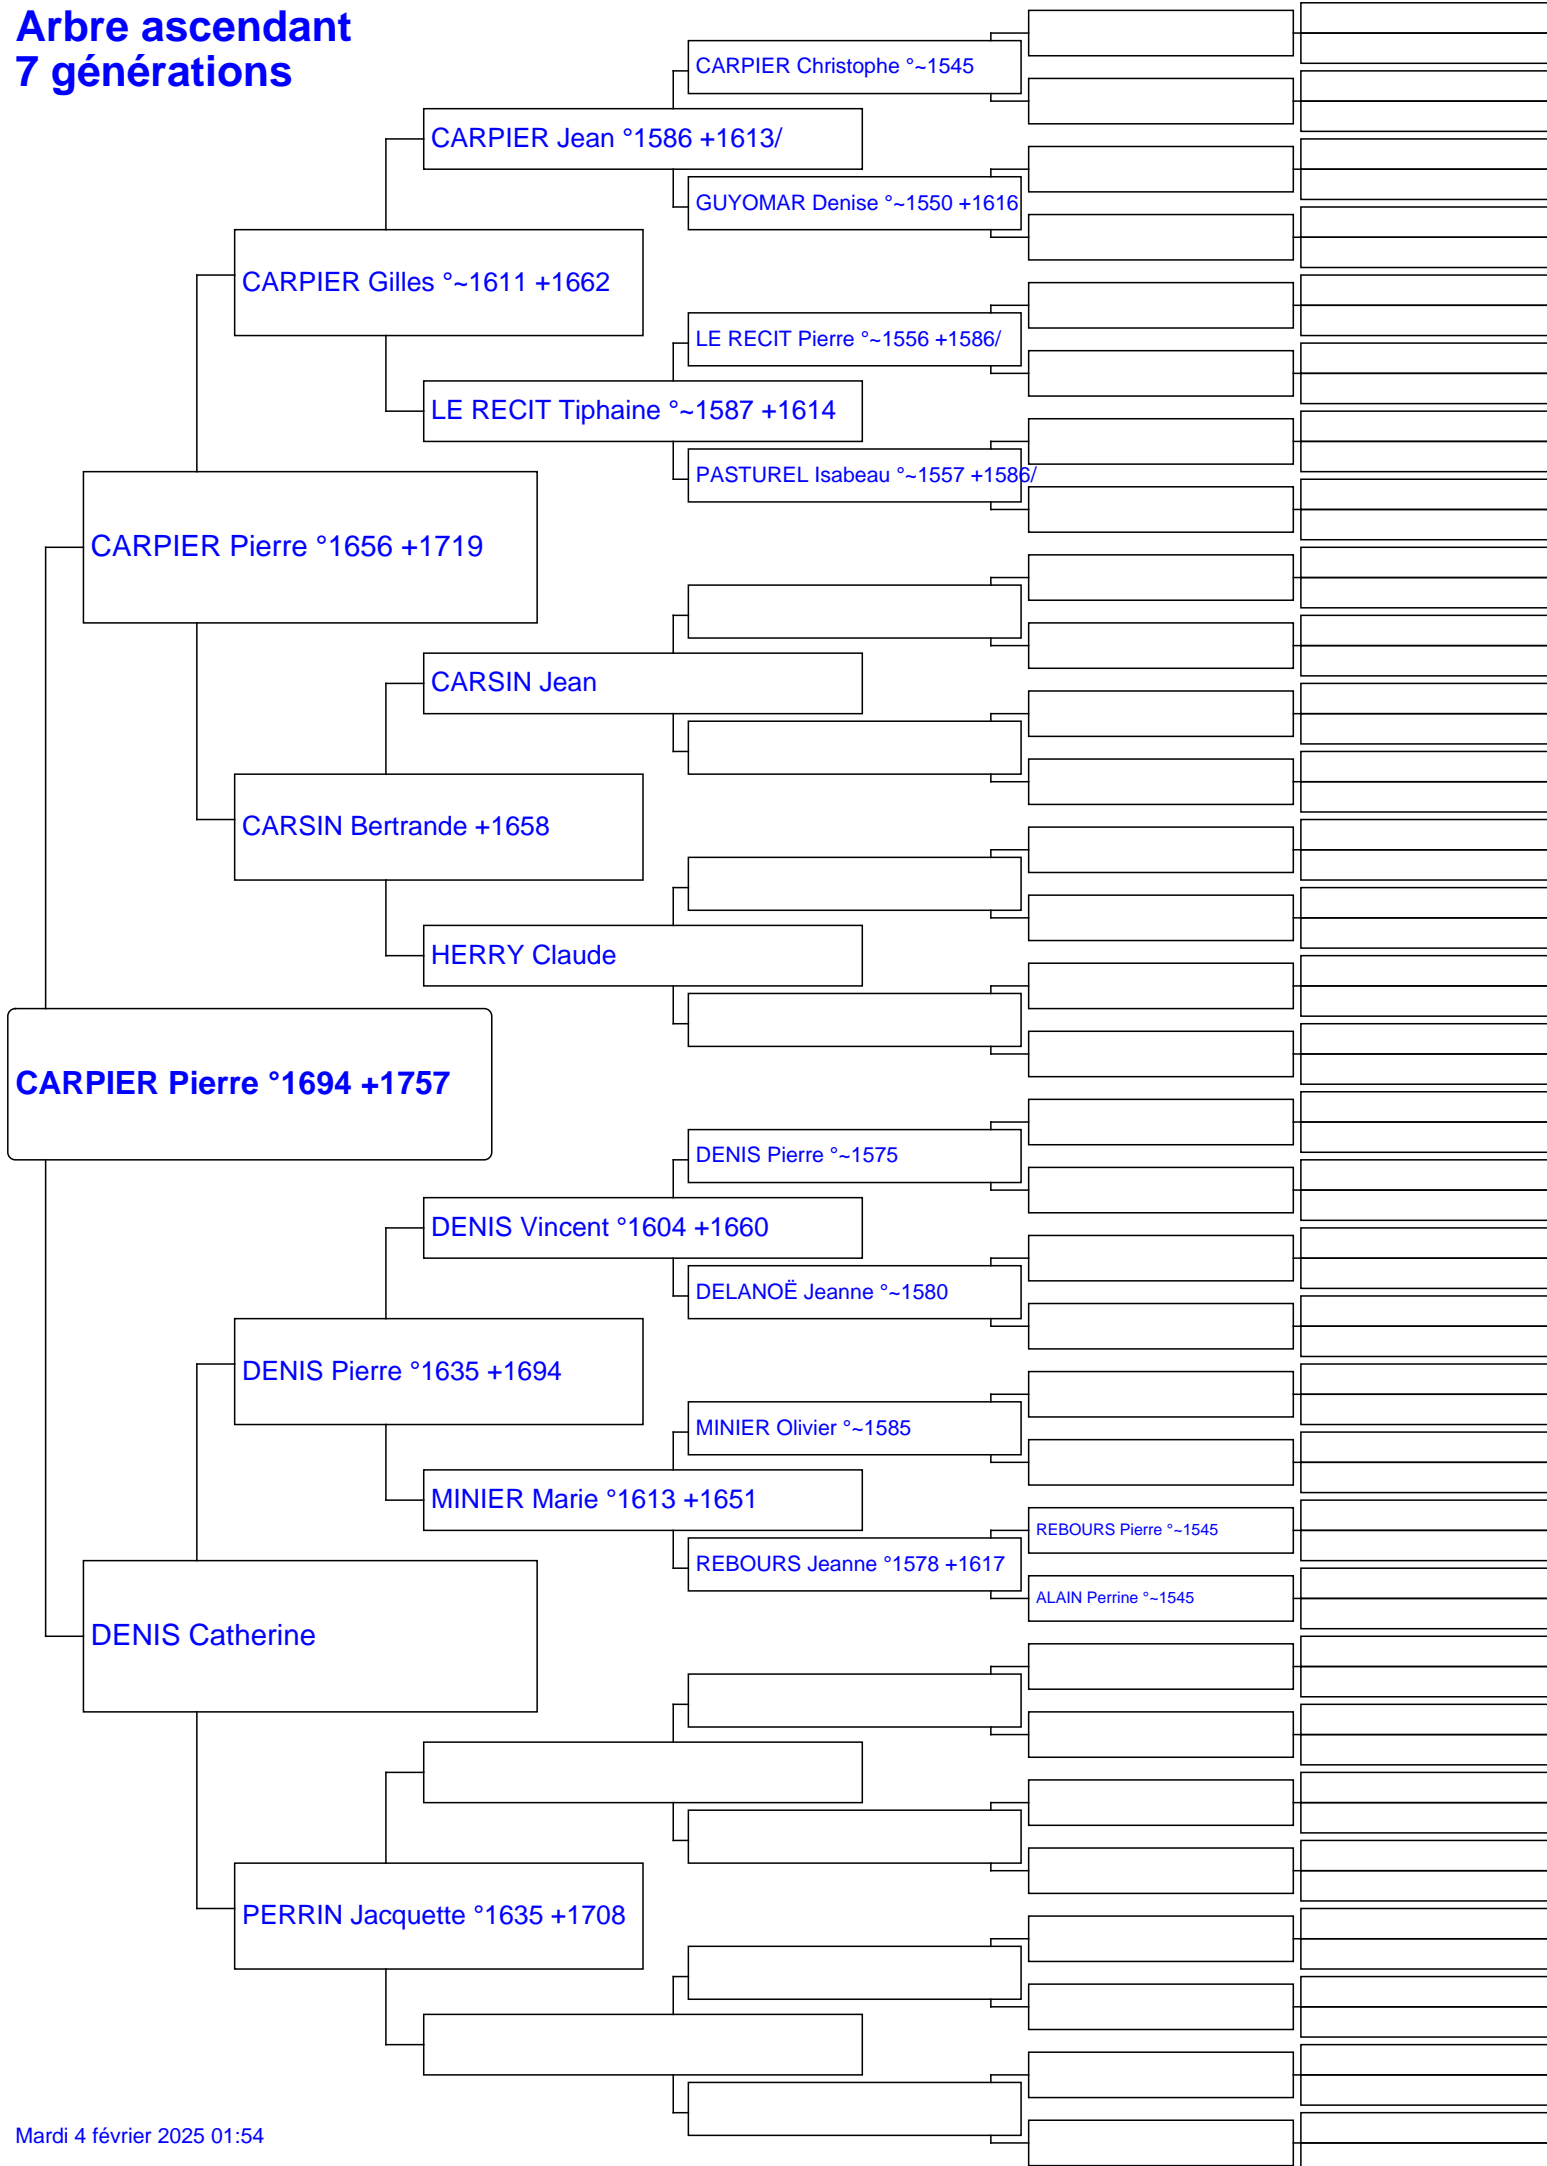 Arbre ascendant
7 générations
CARPIER Christophe °~1545
CARPIER Jean °1586 +1613/
GUYOMAR Denise °~1550 +1616
CARPIER Gilles °~1611 +1662
LE RECIT Pierre °~1556 +1586/
LE RECIT Tiphaine °~1587 +1614
PASTUREL Isabeau °~1557 +1586/
CARPIER Pierre °1656 +1719
CARSIN Jean
CARSIN Bertrande +1658
HERRY Claude
CARPIER Pierre °1694 +1757
DENIS Pierre °~1575
DENIS Vincent °1604 +1660
DELANOË Jeanne °~1580
DENIS Pierre °1635 +1694
MINIER Olivier °~1585
MINIER Marie °1613 +1651
REBOURS Pierre °~1545
REBOURS Jeanne °1578 +1617
ALAIN Perrine °~1545
DENIS Catherine
PERRIN Jacquette °1635 +1708
Mardi 4 février 2025 01:54